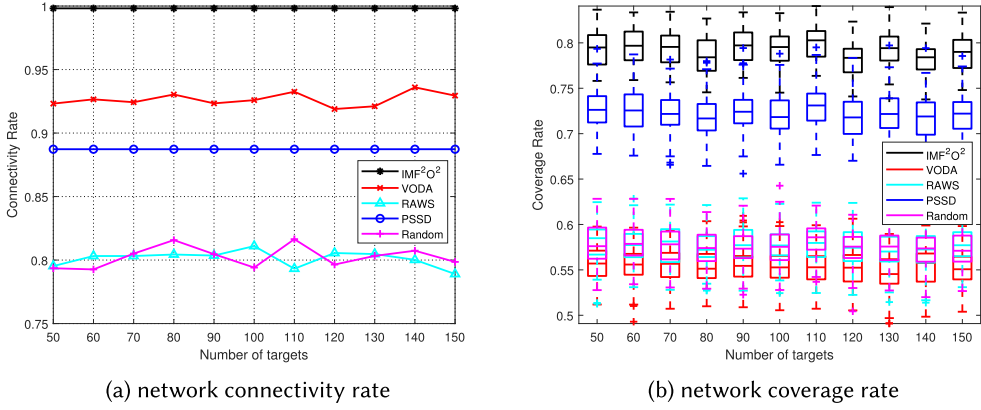 1
0.95
0.9
0.85
0.8
0.75
Connectivity Rate
50 60 70 80 90 100 110 120 130 140 150
Number of targets
IMF²O²
VODA
RAWS
PSSD
Random
(a) network connectivity rate
0.8
0.75
0.7
0.65
0.6
0.55
0.5
Coverage Rate
50 60 70 80 90 100 110 120 130 140 150
Number of targets
IMF²O²
VODA
RAWS
PSSD
Random
(b) network coverage rate